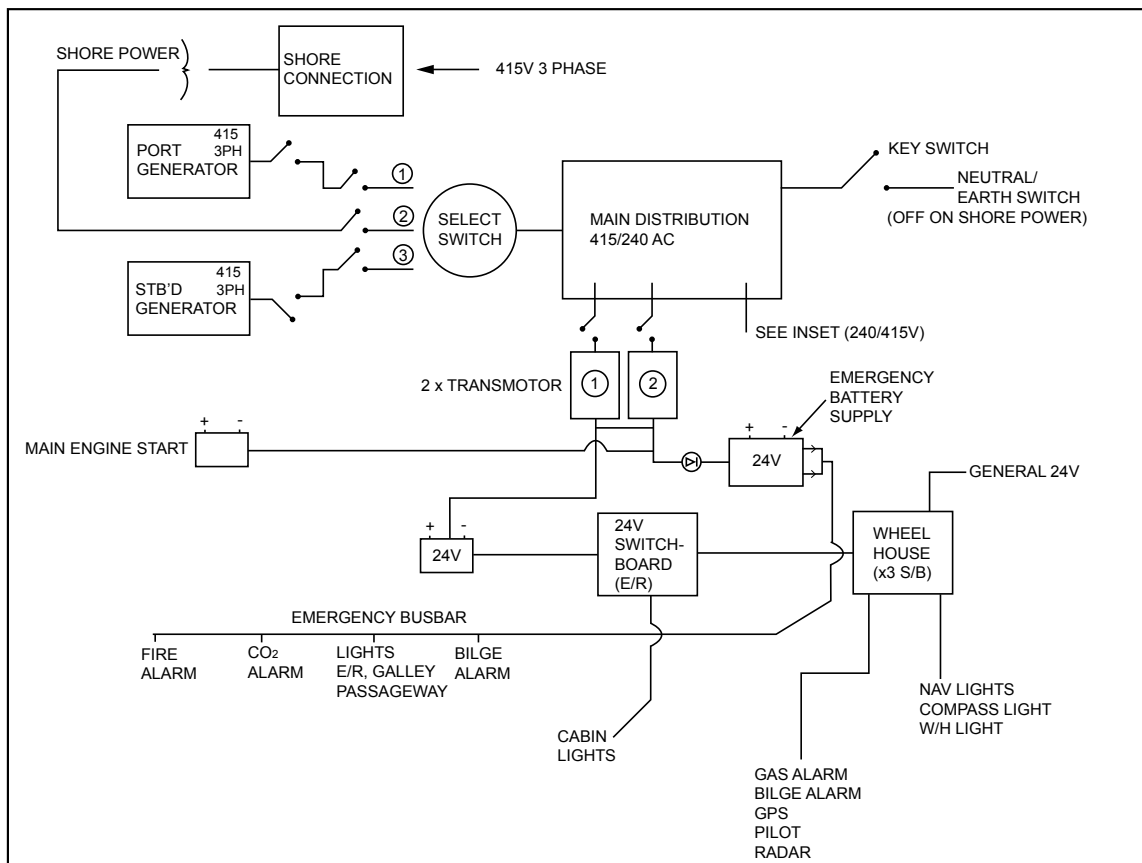 SHORE POWER
SHORE
CONNECTION
415V 3 PHASE
PORT
GENERATOR
415
3PH
1
2
3
SELECT
SWITCH
STB'D
GENERATOR
415
3PH
MAIN DISTRIBUTION
415/240 AC
KEY SWITCH
NEUTRAL/
EARTH SWITCH
(OFF ON SHORE POWER)
SEE INSET (240/415V)
2 x TRANSMOTOR
1
2
EMERGENCY
BATTERY
SUPPLY
MAIN ENGINE START
+ -
+ -
24V
GENERAL 24V
+ -
24V
24V
SWITCH-
BOARD
(E/R)
WHEEL
HOUSE
(x3 S/B)
EMERGENCY BUSBAR
FIRE
ALARM
CO2
ALARM
LIGHTS
E/R, GALLEY
PASSAGEWAY
BILGE
ALARM
CABIN
LIGHTS
NAV LIGHTS
COMPASS LIGHT
W/H LIGHT
GAS ALARM
BILGE ALARM
GPS
PILOT
RADAR